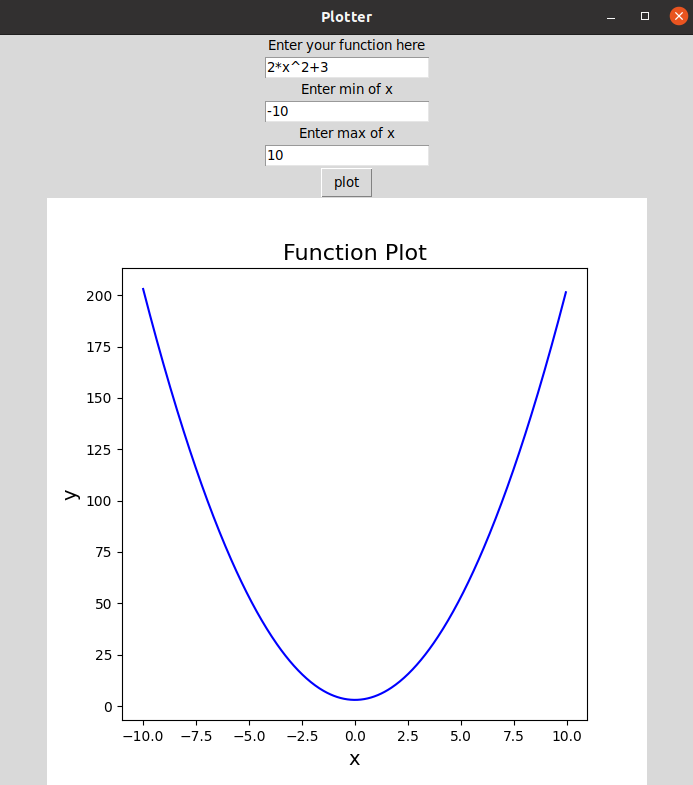 Plotter
Enter your function here
2*x^2+3
Enter min of x
-10
Enter max of x
10
plot
Function Plot
200
175
150
125
100
75
50
25
0
y
−10.0 −7.5 −5.0 −2.5 0.0 2.5 5.0 7.5 10.0
x